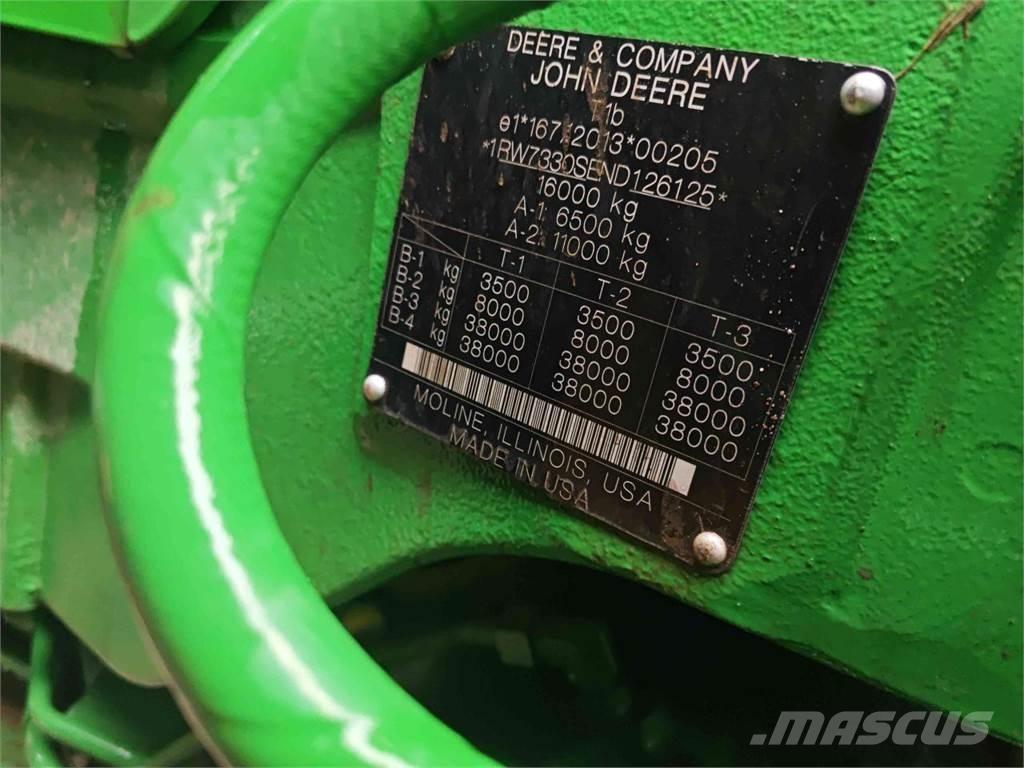 DEERE & COMPANY
JOHN DEERE
1b
e1*167/2013*00205
*1RW7330SEND126125*
16000 kg
A-1: 6500 kg
A-2: 11000 kg
T-1 T-2 T-3
B-1 kg 3500 3500 3500
B-2 kg 8000 8000 8000
B-3 kg 38000 38000 38000
B-4 kg 38000 38000 38000
MOLINE, ILLINOIS, USA
MADE IN USA
MASCUS